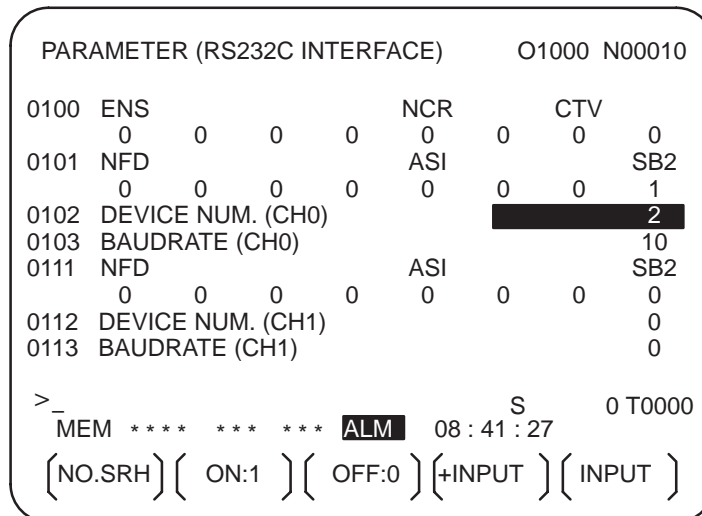 PARAMETER (RS232C INTERFACE) O1000 N00010
0100 ENS NCR CTV
0 0 0 0 0 0 0 0
0101 NFD ASI SB2
0 0 0 0 0 0 0 1
0102 DEVICE NUM. (CH0) 2
0103 BAUDRATE (CH0) 10
0111 NFD ASI SB2
0 0 0 0 0 0 0 0
0112 DEVICE NUM. (CH1) 0
0113 BAUDRATE (CH1) 0
>_ S 0 T0000
MEM **** *** *** ALM 08 : 41 : 27
[NO.SRH] [ ON:1 ] [ OFF:0 ] [+INPUT ] [ INPUT ]